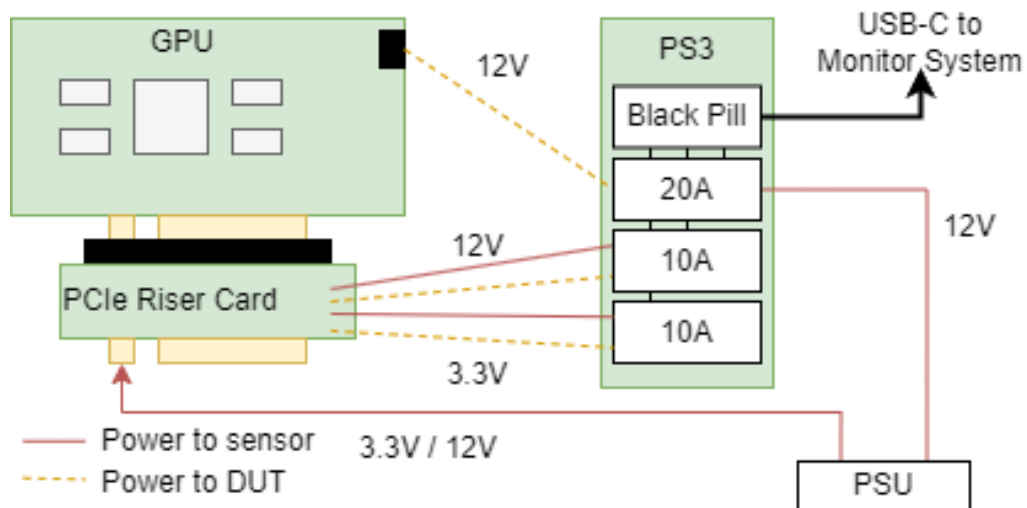 GPU
12V
PS3
USB-C to
Monitor System
Black Pill
20A
12V
12V
10A
PCIe Riser Card
10A
3.3V
Power to sensor
3.3V / 12V
Power to DUT
PSU